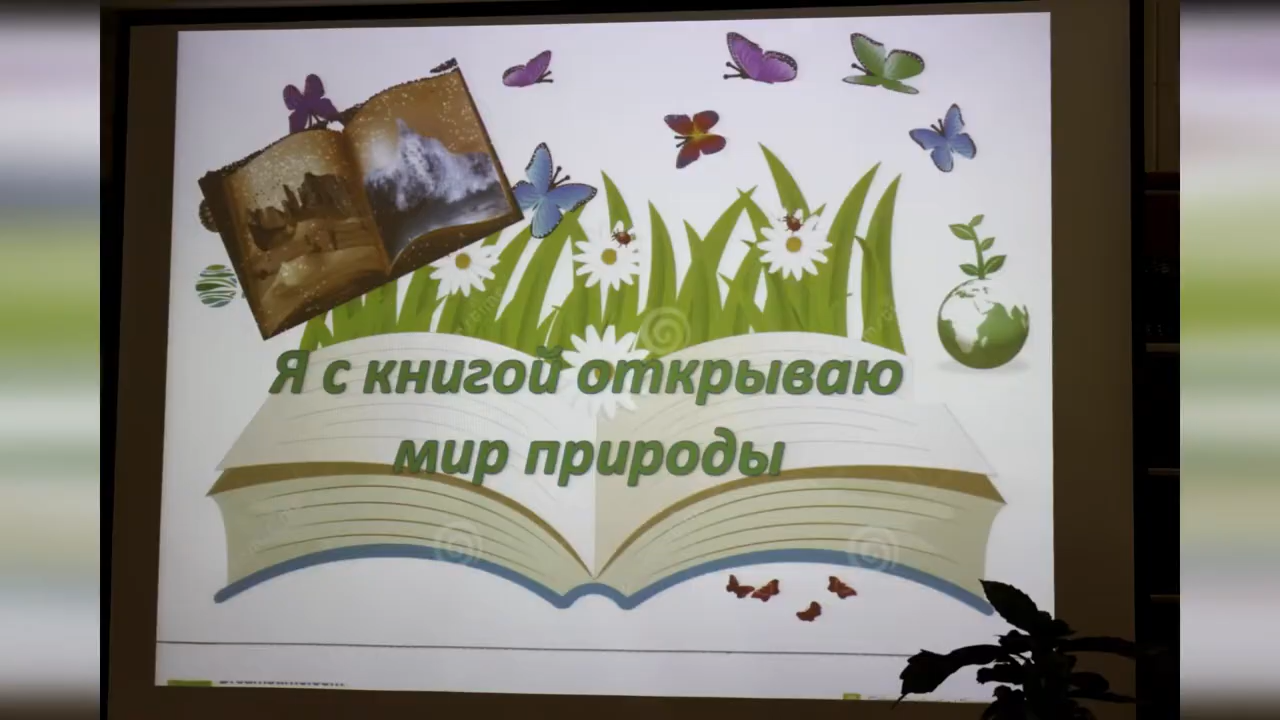 Я с книгой открываю
мир природы